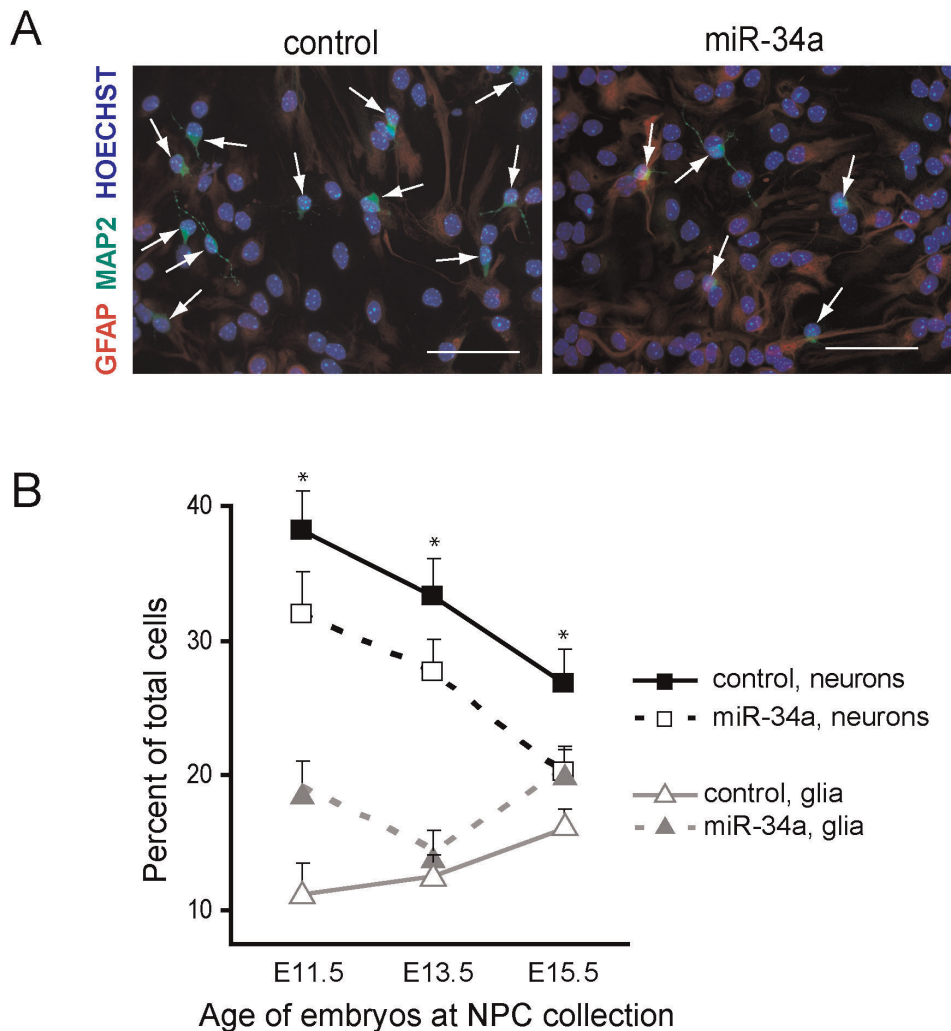 A
control
miR-34a
GFAP MAP2 HOECHST
B
*
*
*
40
30
20
10
Percent of total cells
E11.5 E13.5 E15.5
Age of embryos at NPC collection
control, neurons
miR-34a, neurons
control, glia
miR-34a, glia